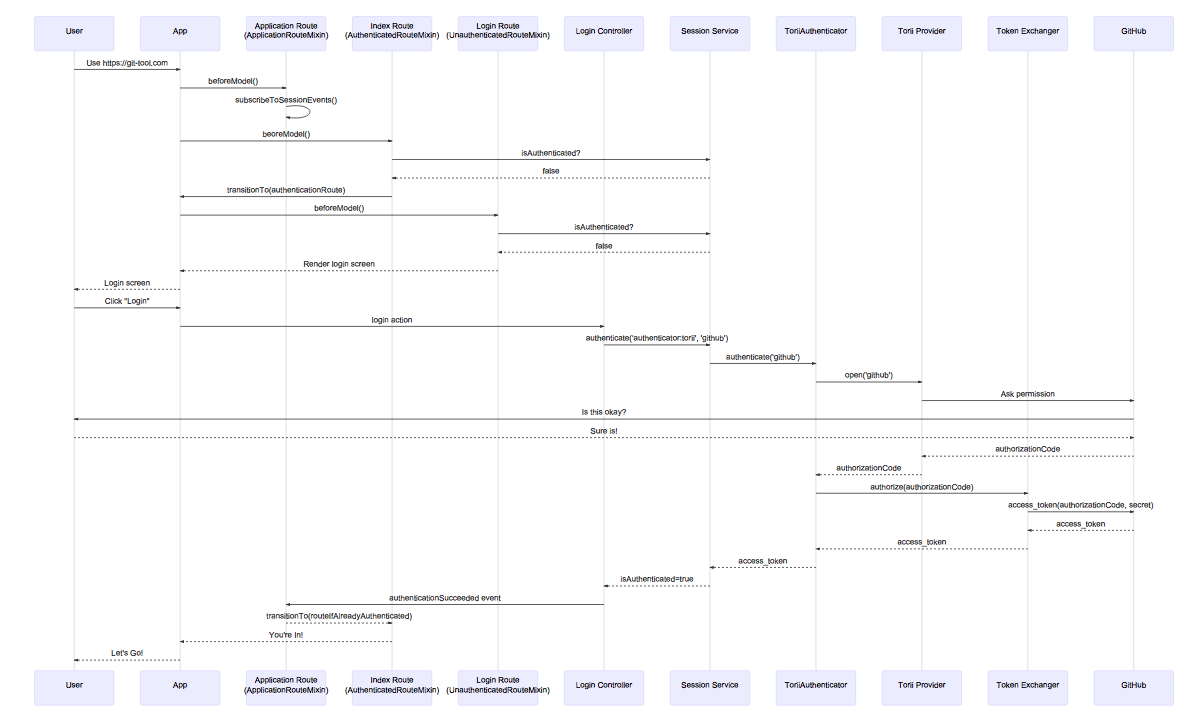 User
App
Application Route
(ApplicationRouteMixin)
Index Route
(AuthenticatedRouteMixin)
Login Route
(UnauthenticatedRouteMixin)
Login Controller
Session Service
ToriiAuthenticator
Torii Provider
Token Exchanger
GitHub
Use https://git-tool.com
beforeModel()
subscribeToSessionEvents()
beoreModel()
isAuthenticated?
false
transitionTo(authenticationRoute)
beforeModel()
isAuthenticated?
false
Render login screen
Login screen
Click "Login"
login action
authenticate('authenticator:torii', 'github')
authenticate('github')
open('github')
Ask permission
Is this okay?
Sure is!
authorizationCode
authorizationCode
authorize(authorizationCode)
access_token(authorizationCode, secret)
access_token
access_token
access_token
isAuthenticated=true
authenticationSucceeded event
transitionTo(routeIfAlreadyAuthenticated)
You're In!
Let's Go!
User
App
Application Route
(ApplicationRouteMixin)
Index Route
(AuthenticatedRouteMixin)
Login Route
(UnauthenticatedRouteMixin)
Login Controller
Session Service
ToriiAuthenticator
Torii Provider
Token Exchanger
GitHub